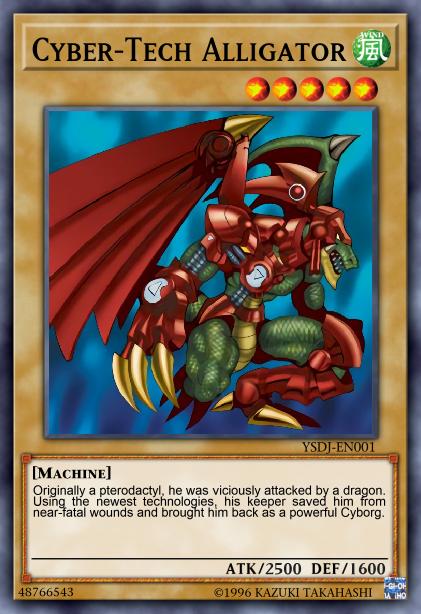 CYBER-TECH ALLIGATOR
WIND
風
YSDJ-EN001
[MACHINE]
Originally a pterodactyl, he was viciously attacked by a dragon.
Using the newest technologies, his keeper saved him from
near-fatal wounds and brought him back as a powerful Cyborg.
ATK/2500 DEF/1600
48766543
©1996 KAZUKI TAKAHASHI